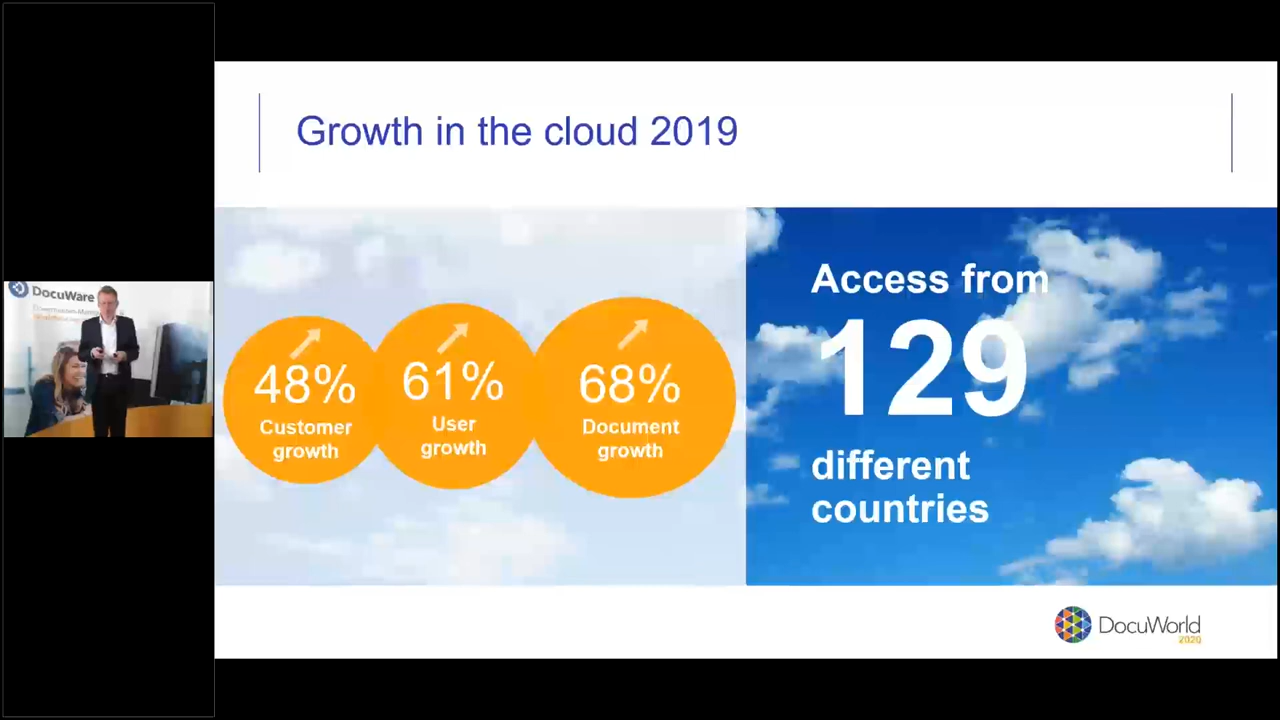 Growth in the cloud 2019
48%
Customer
growth
61%
User
growth
68%
Document
growth
Access from
129
different
countries
DocuWorld
2020
DocuWare